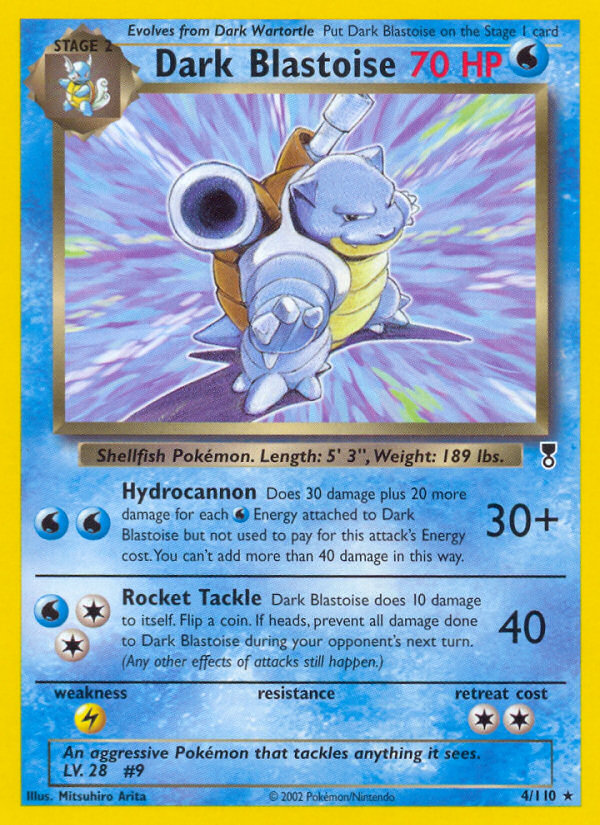 Evolves from Dark Wartortle Put Dark Blastoise on the Stage 1 card
STAGE 2
Dark Blastoise 70 HP
Shellfish Pokémon. Length: 5' 3", Weight: 189 lbs.
Hydrocannon Does 30 damage plus 20 more
damage for each Energy attached to Dark
Blastoise but not used to pay for this attack's Energy
cost. You can't add more than 40 damage in this way.
30+
Rocket Tackle Dark Blastoise does 10 damage
to itself. Flip a coin. If heads, prevent all damage done
to Dark Blastoise during your opponent's next turn.
(Any other effects of attacks still happen.)
40
weakness resistance retreat cost
An aggressive Pokémon that tackles anything it sees.
LV. 28 #9
Illus. Mitsuhiro Arita © 2002 Pokémon/Nintendo 4/110 ★